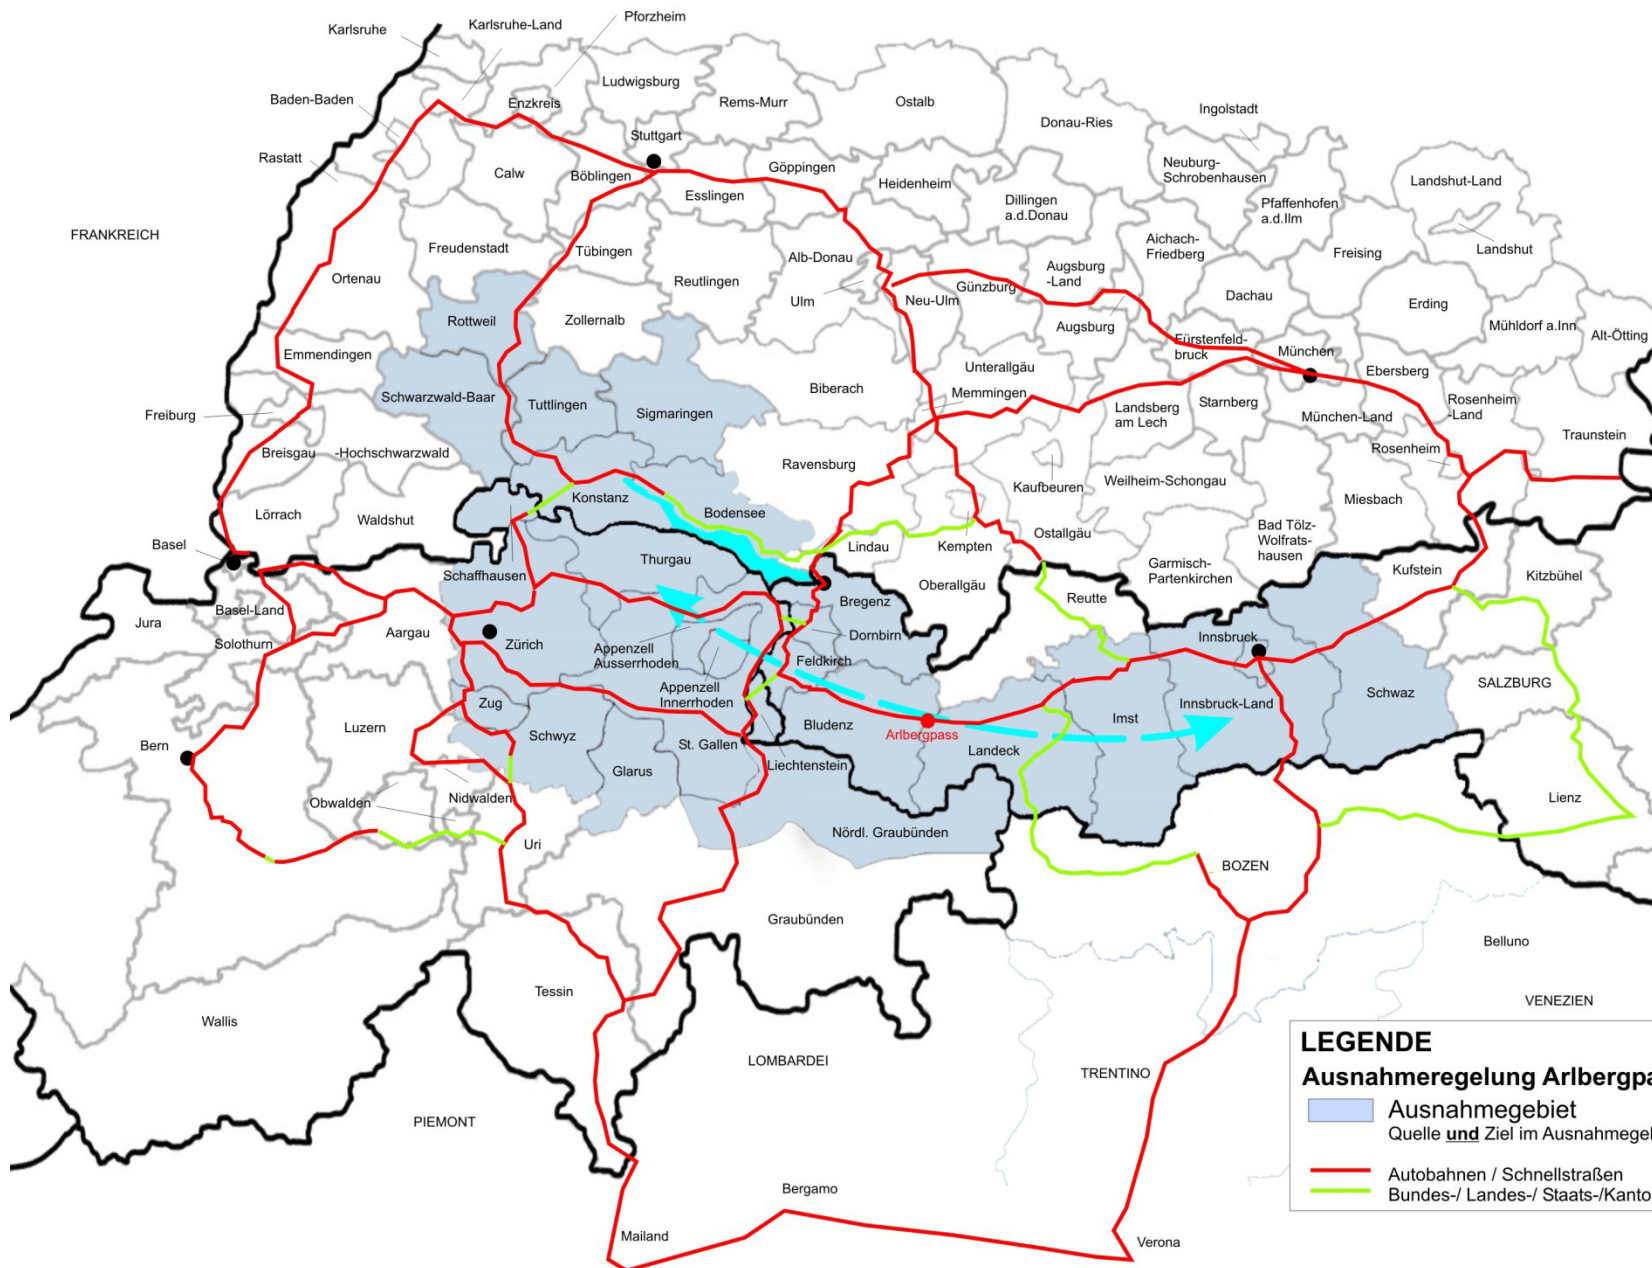 Karlsruhe
Karlsruhe-Land
Pforzheim
Ludwigsburg
Baden-Baden
Enzkreis
Rems-Murr
Ostalb
Ingolstadt
Donau-Ries
Stuttgart
Rastatt
Calw
Böblingen
Göppingen
Esslingen
Heidenheim
Dillingen
a.d.Donau
Neuburg-
Schrobenhausen
Pfaffenhofen
a.d.Ilm
Landshut-Land
Landshut
FRANKREICH
Freudenstadt
Tübingen
Alb-Donau
Aichach-
Friedberg
Freising
Ortenau
Reutlingen
Ulm
Neu-Ulm
Günzburg
Augsburg
-Land
Dachau
Erding
Rottweil
Zollernalb
Augsburg
Fürstenfeld-
bruck
München
Mühldorf a.Inn
Alt-Ötting
Emmendingen
Biberach
Unterallgäu
Ebersberg
Schwarzwald-Baar
Tuttlingen
Sigmaringen
Memmingen
Landsberg
am Lech
Starnberg
München-Land
Rosenheim
-Land
Freiburg
Breisgau
-Hochschwarzwald
Ravensburg
Rosenheim
Traunstein
Kaufbeuren
Weilheim-Schongau
Miesbach
Konstanz
Bodensee
Lörrach
Waldshut
Lindau
Kempten
Ostallgäu
Bad Tölz-
Wolfrats-
hausen
Basel
Schaffhausen
Thurgau
Oberallgäu
Garmisch-
Partenkirchen
Kufstein
Kitzbühel
Jura
Basel-Land
Solothurn
Aargau
Zürich
Appenzell
Ausserrhoden
Bregenz
Dornbirn
Reutte
Innsbruck
Feldkirch
Appenzell
Innerrhoden
Zug
Luzern
Schwyz
St. Gallen
Bludenz
Arlbergpass
Imst
Innsbruck-Land
Schwaz
SALZBURG
Bern
Glarus
Liechtenstein
Landeck
Obwalden
Nidwalden
Lienz
Uri
Nördl. Graubünden
BOZEN
Graubünden
Belluno
Tessin
Wallis
VENEZIEN
LOMBARDEI
TRENTINO
PIEMONT
Bergamo
Mailand
Verona
LEGENDE
Ausnahmeregelung Arlbergpa
Ausnahmegebiet
Quelle und Ziel im Ausnahmegel
Autobahnen / Schnellstraßen
Bundes-/ Landes-/ Staats-/Kanto